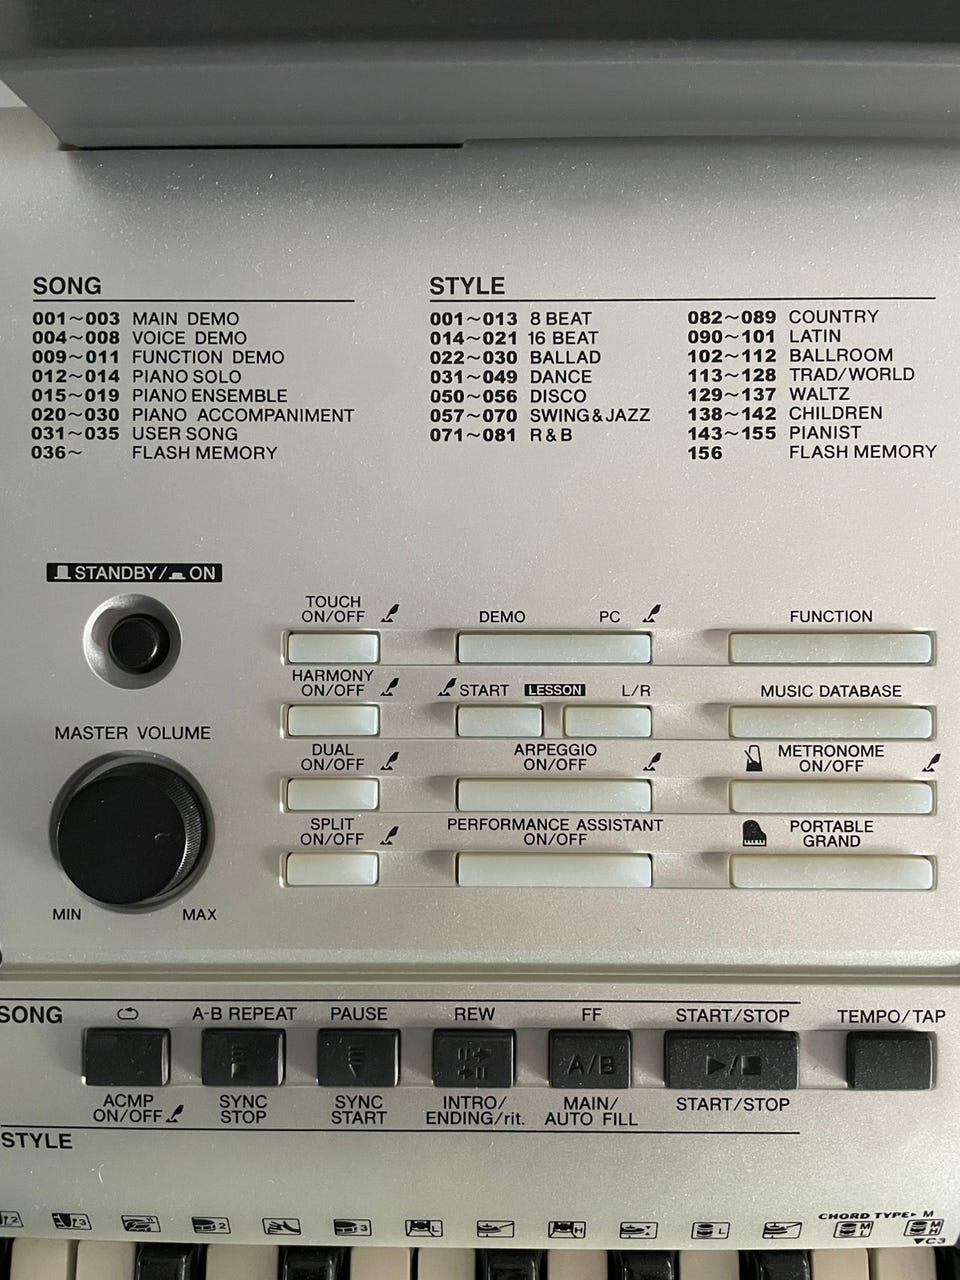 SONG
001~003 MAIN DEMO
004~008 VOICE DEMO
009~011 FUNCTION DEMO
012~014 PIANO SOLO
015~019 PIANO ENSEMBLE
020~030 PIANO ACCOMPANIMENT
031~035 USER SONG
036~ FLASH MEMORY
STYLE
001~013 8 BEAT
014~021 16 BEAT
022~030 BALLAD
031~049 DANCE
050~056 DISCO
057~070 SWING&JAZZ
071~081 R&B
082~089 COUNTRY
090~101 LATIN
102~112 BALLROOM
113~128 TRAD/WORLD
129~137 WALTZ
138~142 CHILDREN
143~155 PIANIST
156 FLASH MEMORY
STANDBY/ ON
MASTER VOLUME
MIN MAX
TOUCH
ON/OFF
DEMO PC
FUNCTION
HARMONY
ON/OFF
START LESSON L/R
MUSIC DATABASE
DUAL
ON/OFF
ARPEGGIO
ON/OFF
METRONOME
ON/OFF
SPLIT
ON/OFF
PERFORMANCE ASSISTANT
ON/OFF
PORTABLE
GRAND
SONG A-B REPEAT PAUSE REW FF START/STOP TEMPO/TAP
A/B
ACMP
ON/OFF
SYNC
STOP
SYNC
START
INTRO/
ENDING/rit.
MAIN/
AUTO FILL
START/STOP
STYLE
CHORD TYPE M
2 3 2 3 L H L M L M H
C3